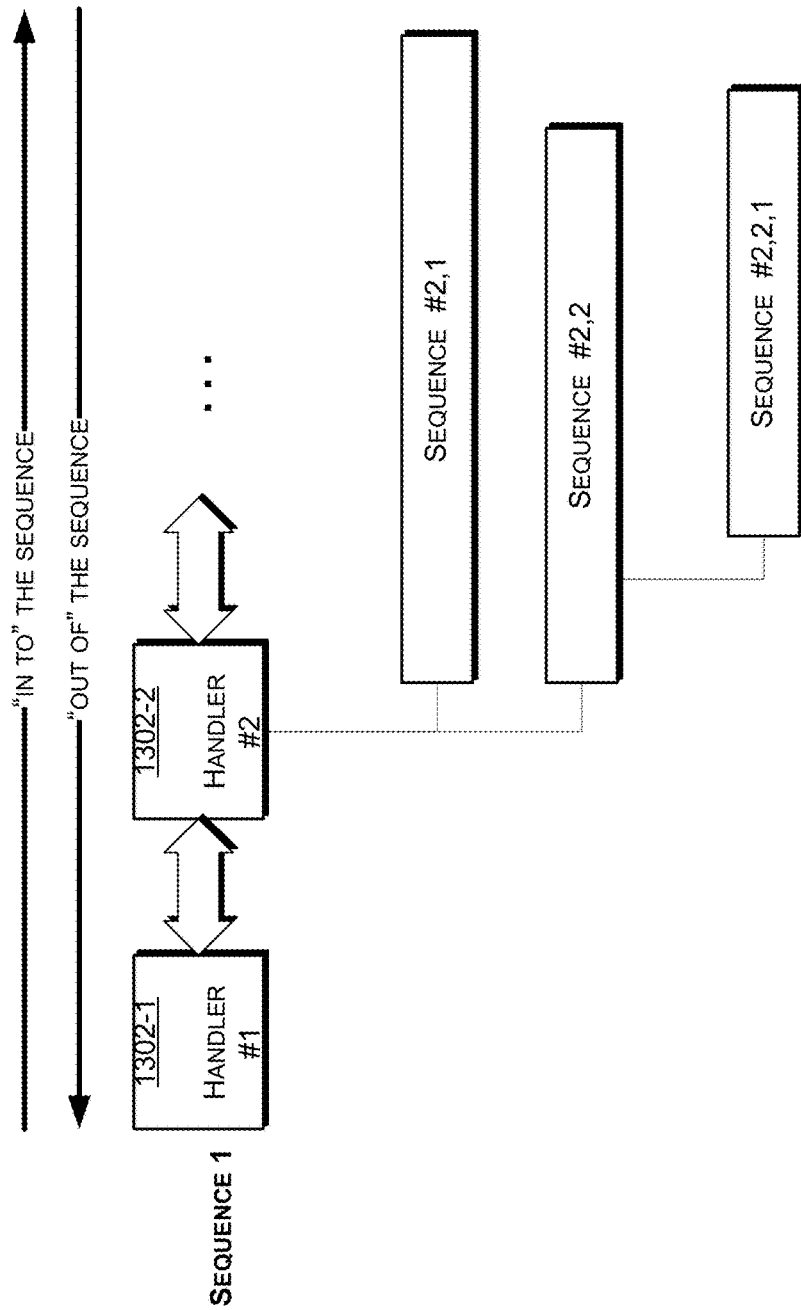 “IN TO” THE SEQUENCE
“OUT OF” THE SEQUENCE
SEQUENCE 1
1302-1
HANDLER
#1
1302-2
HANDLER
#2
...
SEQUENCE #2,1
SEQUENCE #2,2
SEQUENCE #2,2,1